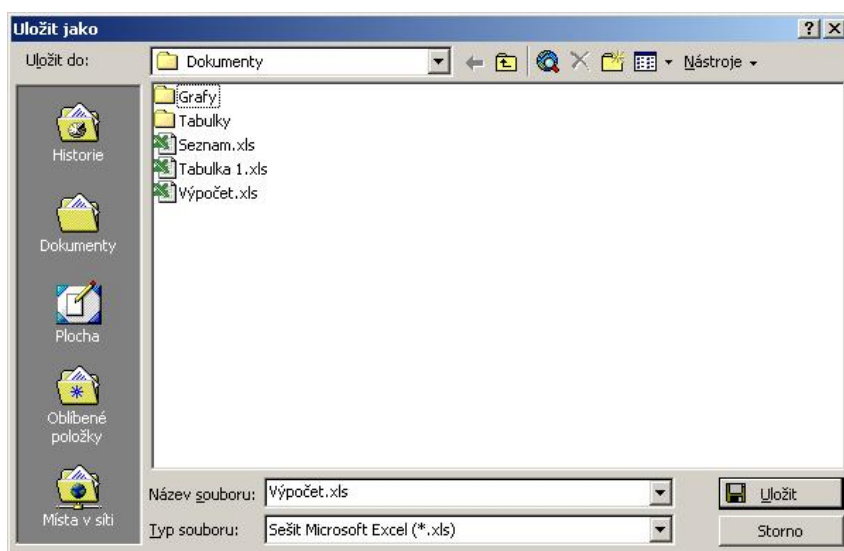 Uložit jako
Uložit do:
Dokumenty
Nástroje
Historie
Dokumenty
Plocha
Oblíbené
položky
Místa v síti
Grafy
Tabulky
Seznam.xls
Tabulka 1.xls
Výpočet.xls
Název souboru:
Výpočet.xls
Uložit
Typ souboru:
Sešit Microsoft Excel (*.xls)
Storno